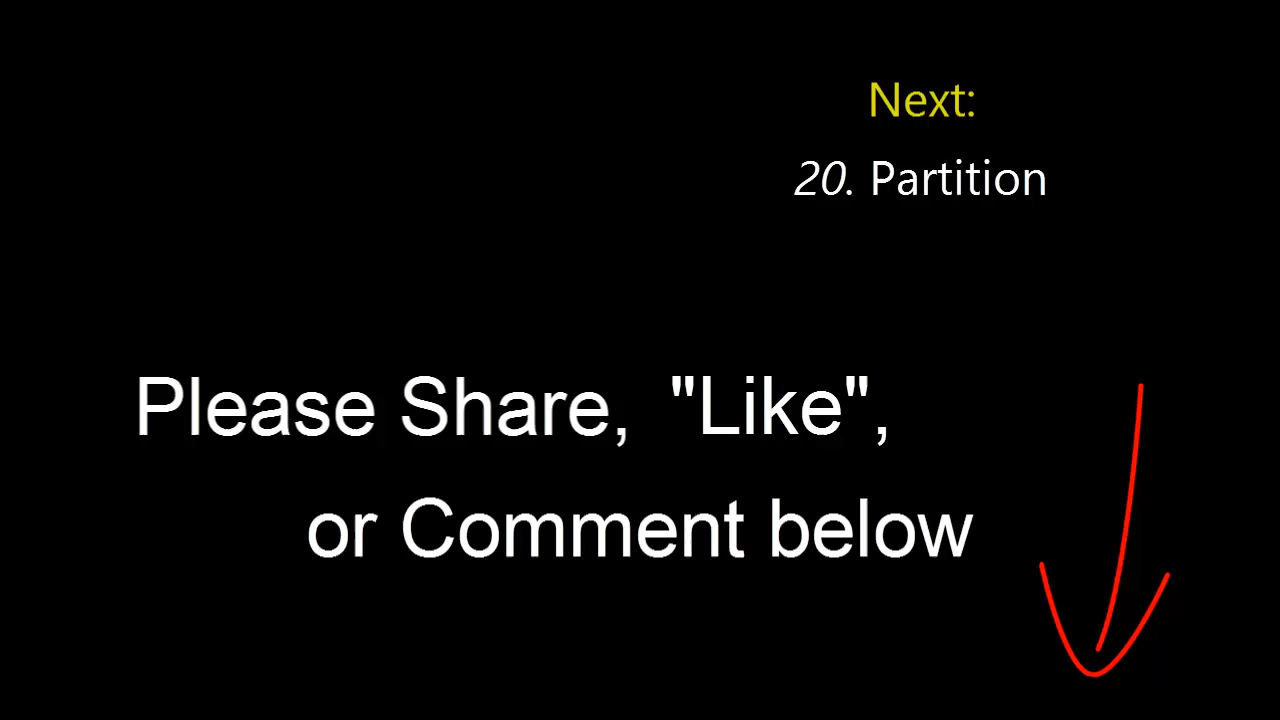 Next:
20. Partition
Please Share, "Like",
or Comment below